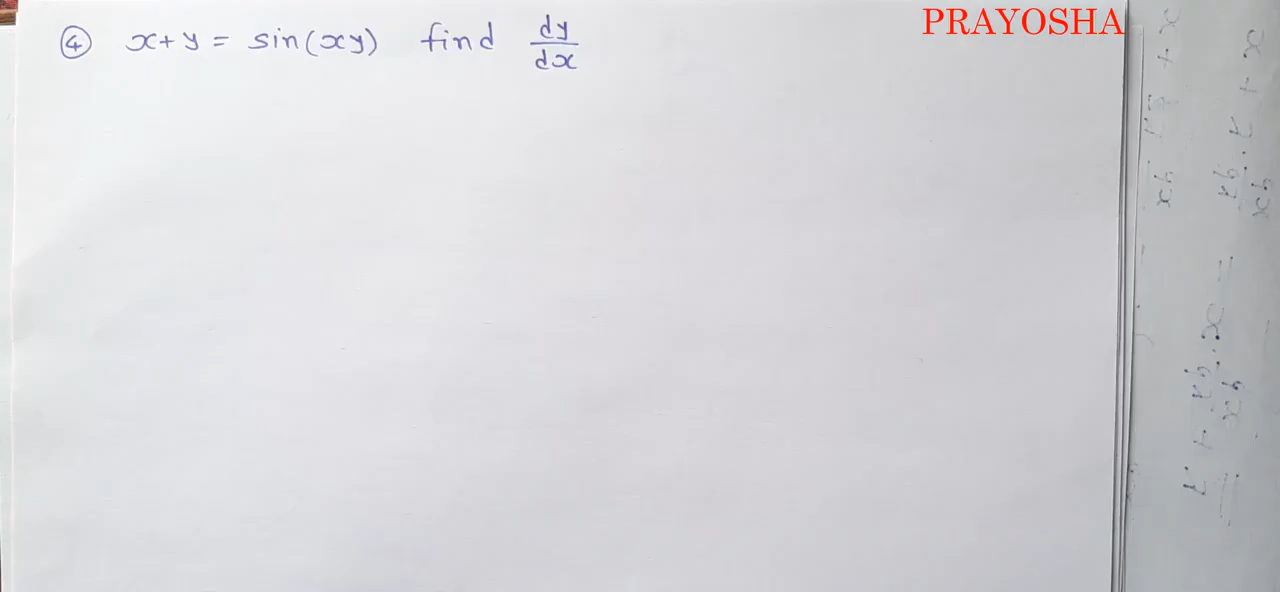 ④ x+y = sin(xy) find dy/dx
PRAYOSHA